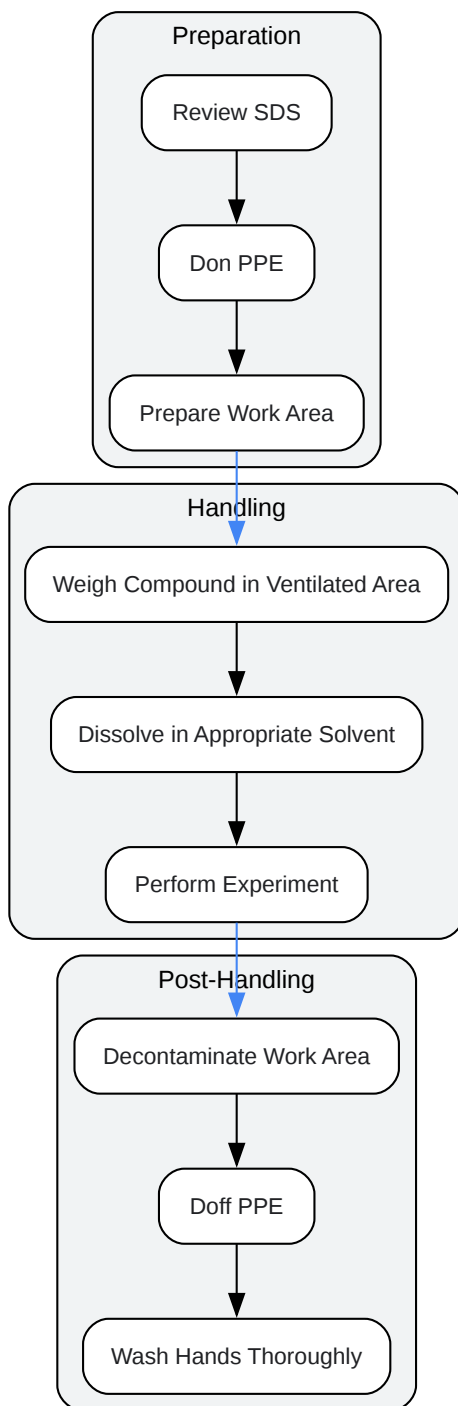 Preparation
Review SDS
Don PPE
Prepare Work Area
Handling
Weigh Compound in Ventilated Area
Dissolve in Appropriate Solvent
Perform Experiment
Post-Handling
Decontaminate Work Area
Doff PPE
Wash Hands Thoroughly